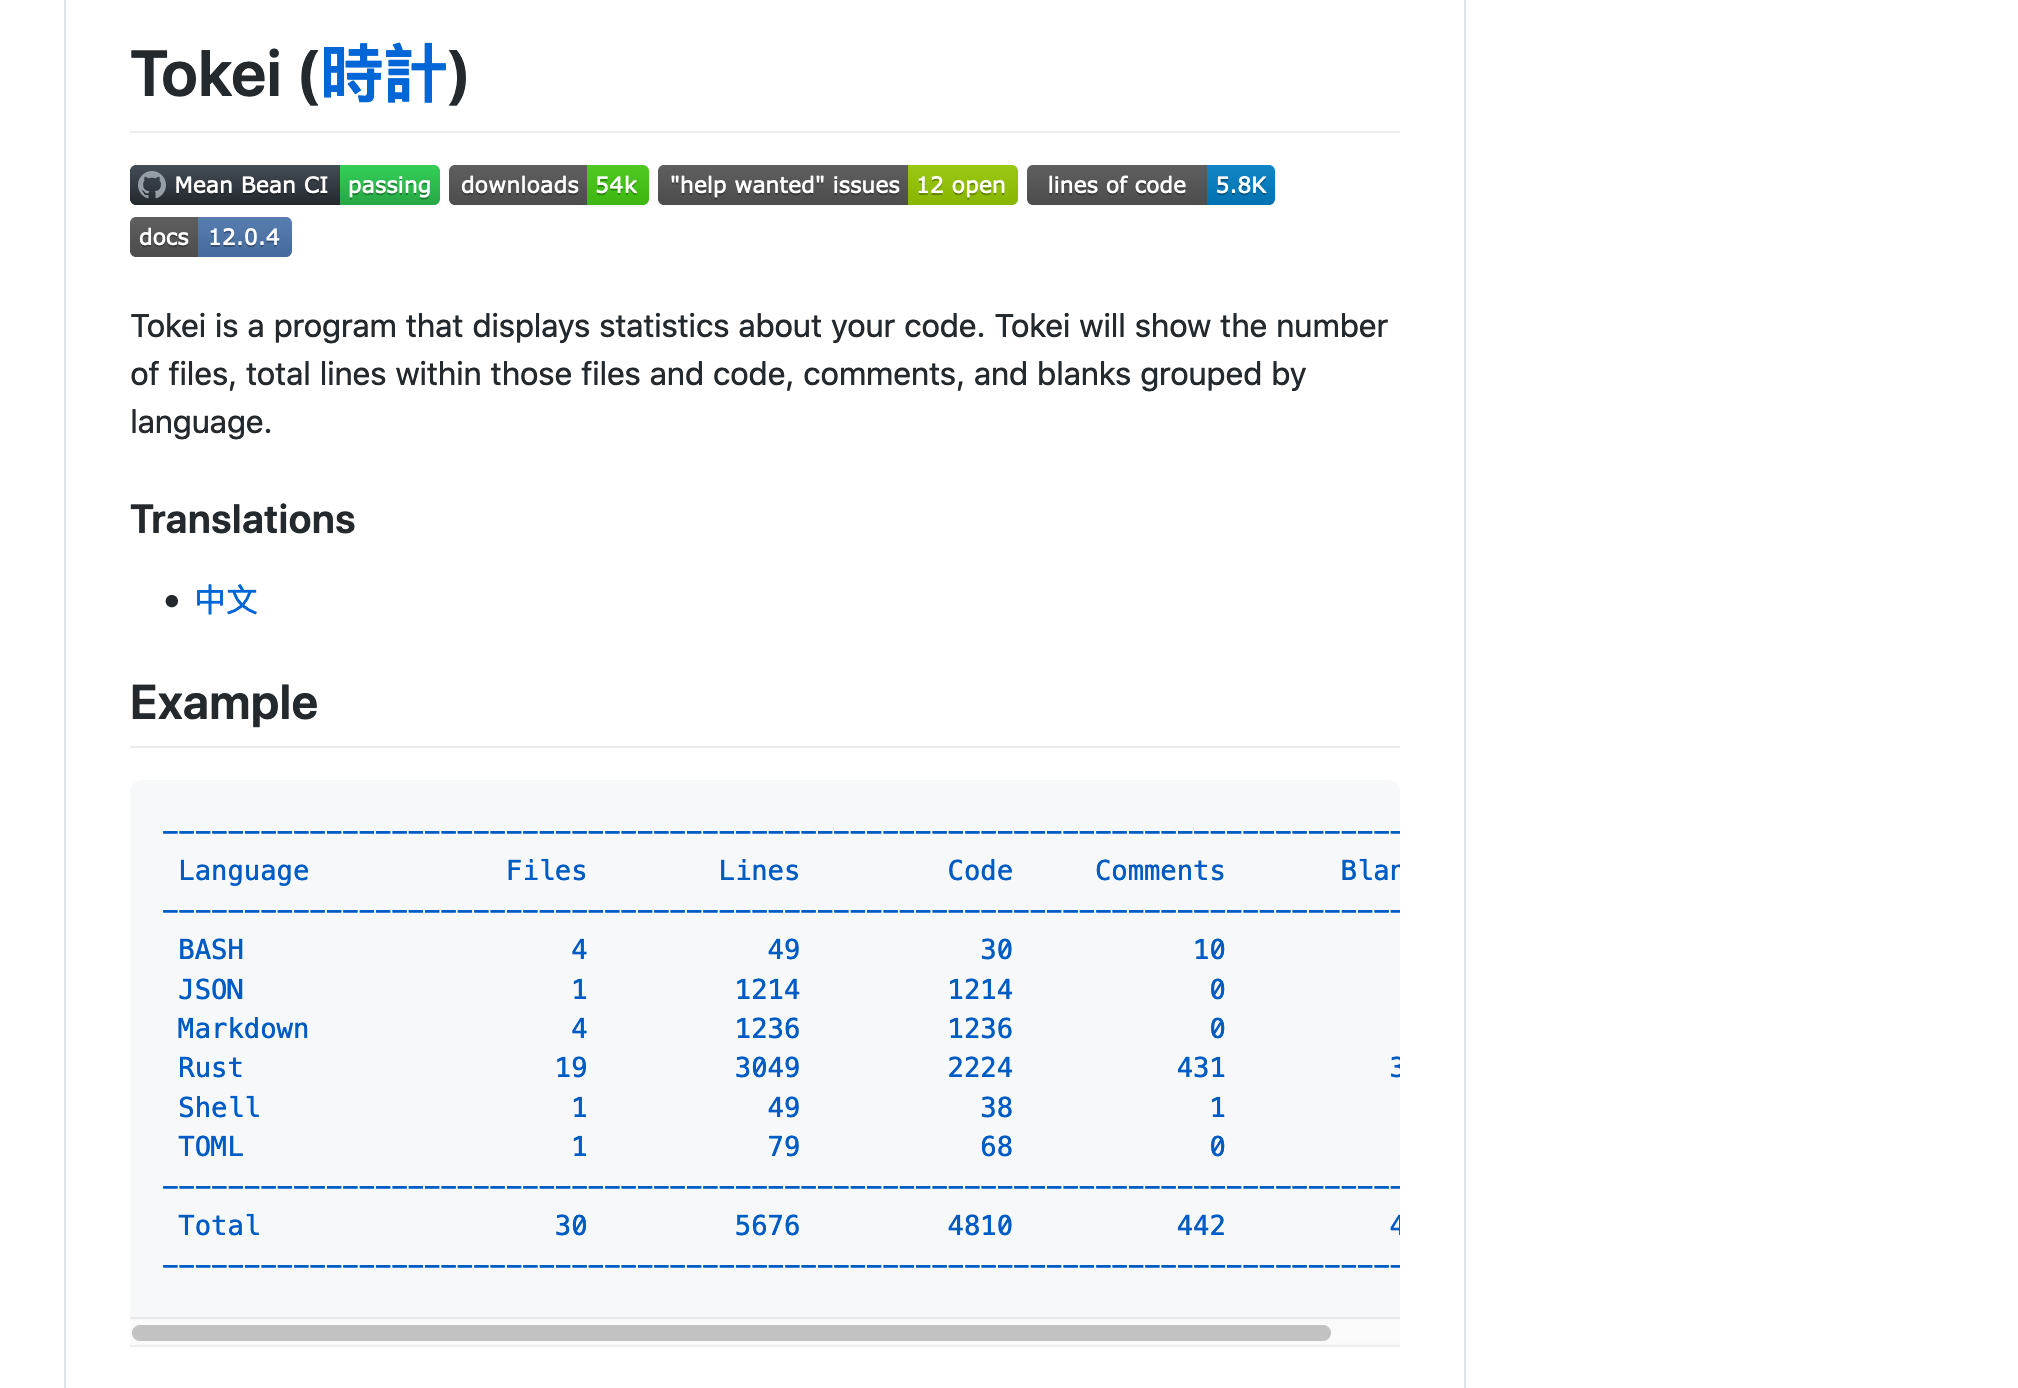 Tokei (時計)
Mean Bean CI passing downloads 54k "help wanted" issues 12 open lines of code 5.8K
docs 12.0.4
Tokei is a program that displays statistics about your code. Tokei will show the number
of files, total lines within those files and code, comments, and blanks grouped by
language.
Translations
• 中文
Example
Language Files Lines Code Comments
BASH 4 49 30 10
JSON 1 1214 1214 0
Markdown 4 1236 1236 0
Rust 19 3049 2224 431
Shell 1 49 38 1
TOML 1 79 68 0
Total 30 5676 4810 442